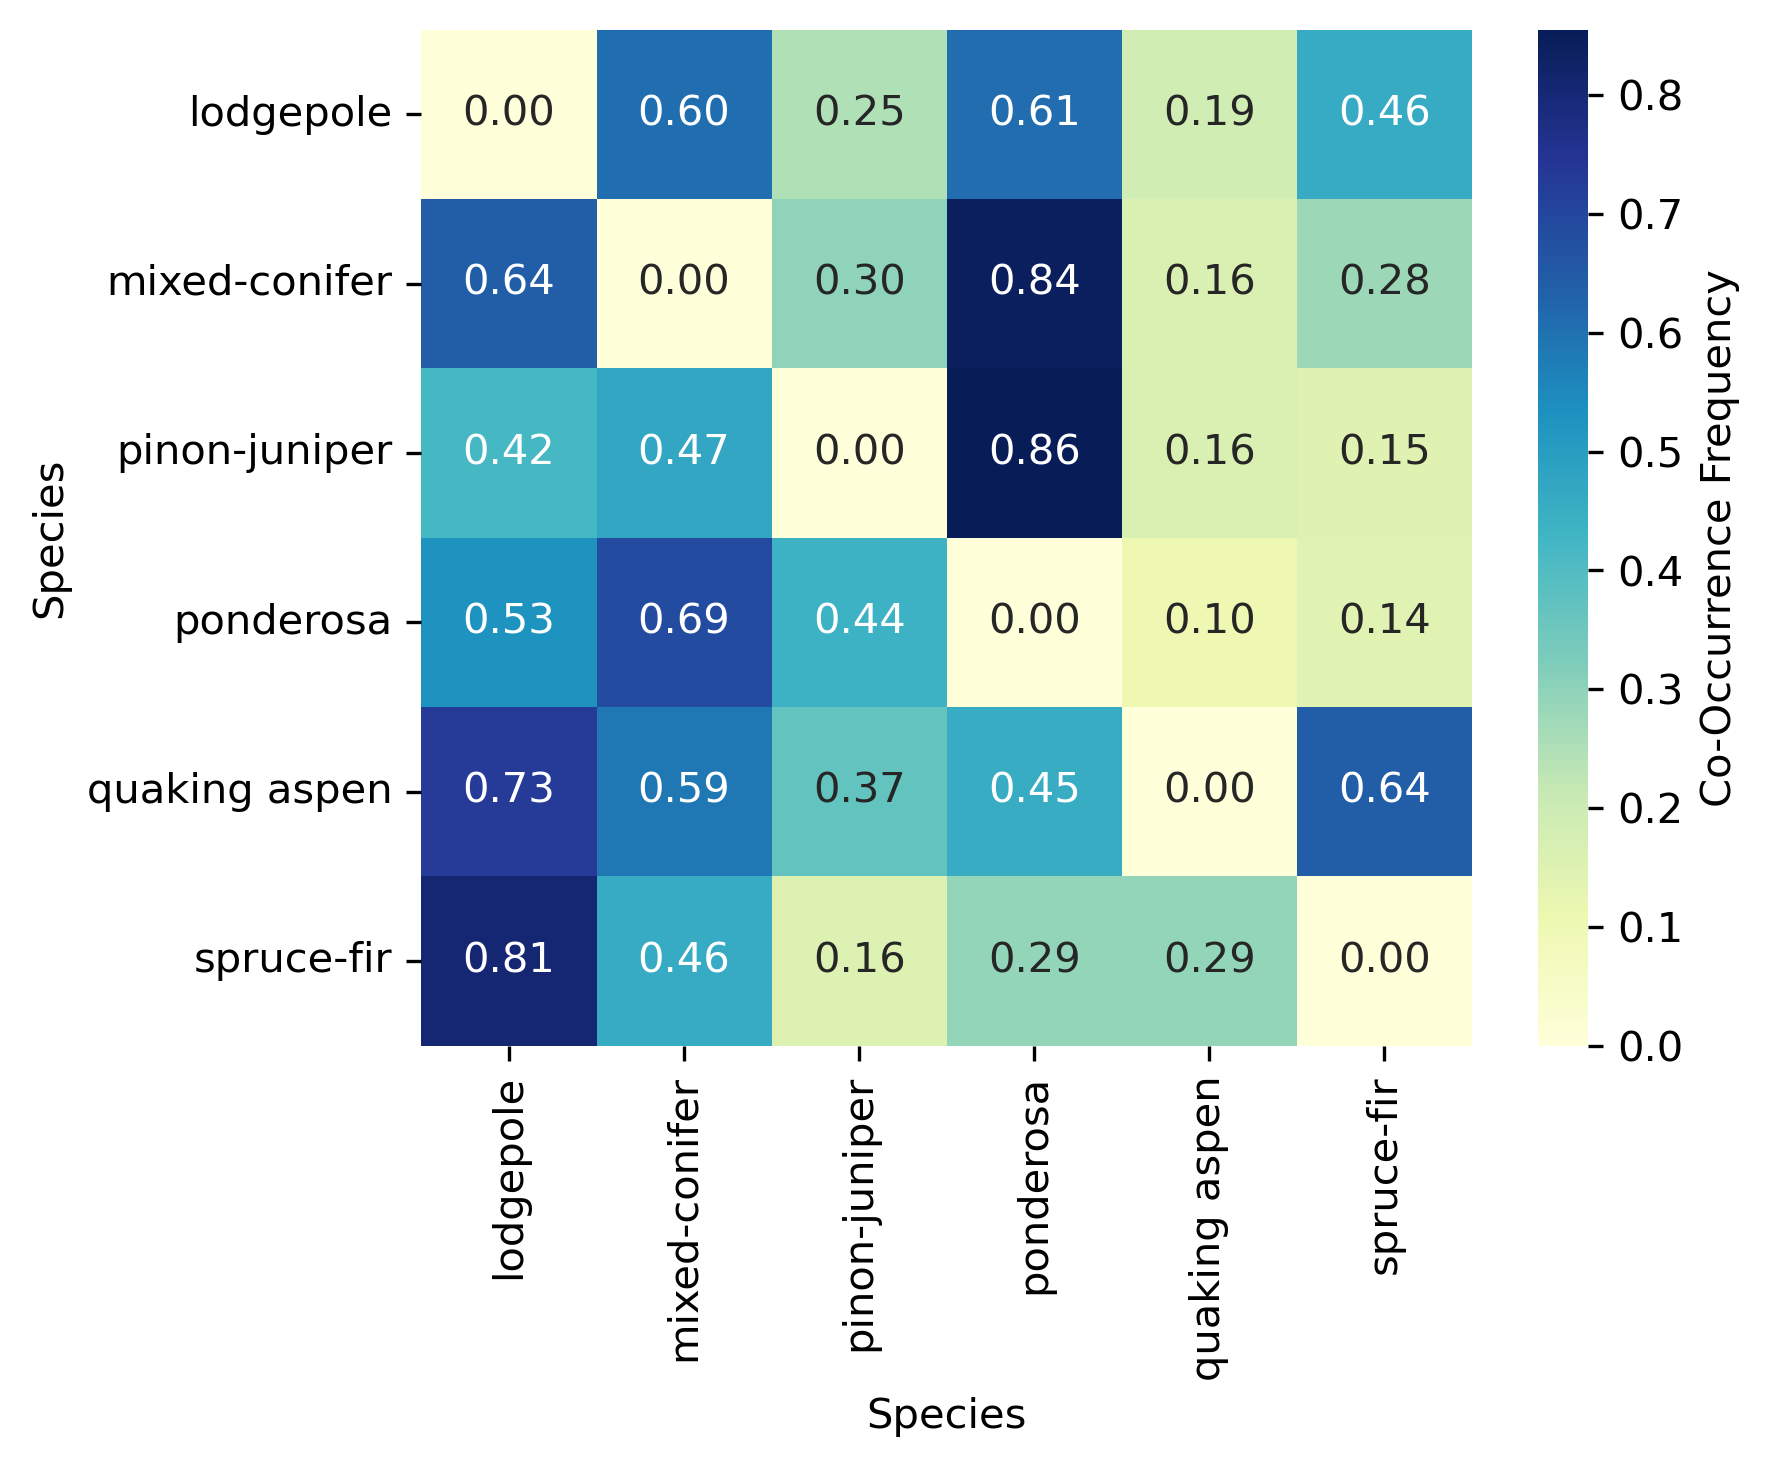 lodgepole 0.00 0.60 0.25 0.61 0.19 0.46
mixed-conifer 0.64 0.00 0.30 0.84 0.16 0.28
pinon-juniper 0.42 0.47 0.00 0.86 0.16 0.15
ponderosa 0.53 0.69 0.44 0.00 0.10 0.14
quaking aspen 0.73 0.59 0.37 0.45 0.00 0.64
spruce-fir 0.81 0.46 0.16 0.29 0.29 0.00
Species
lodgepole
mixed-conifer
pinon-juniper
ponderosa
quaking aspen
spruce-fir
Species
0.8
0.7
0.6
0.5
0.4
0.3
0.2
0.1
0.0
Co-Occurrence Frequency